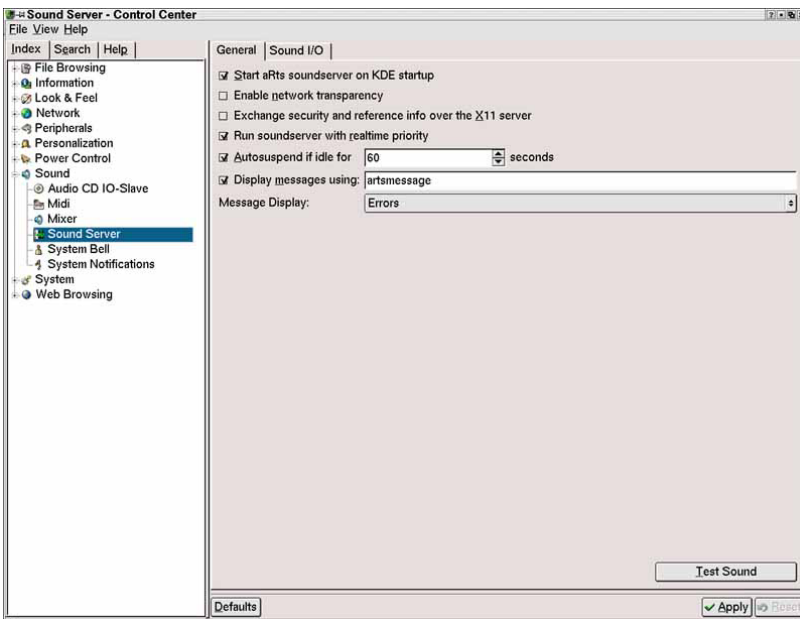 Sound Server - Control Center
File View Help
Index Search Help
File Browsing
Information
Look & Feel
Network
Peripherals
Personalization
Power Control
Sound
Audio CD IO-Slave
Midi
Mixer
Sound Server
System Bell
System Notifications
System
Web Browsing
General Sound I/O
Start aRts soundserver on KDE startup
Enable network transparency
Exchange security and reference info over the X11 server
Run soundserver with realtime priority
Autosuspend if idle for 60 seconds
Display messages using: artsmessage
Message Display: Errors
Test Sound
Defaults Apply Reset